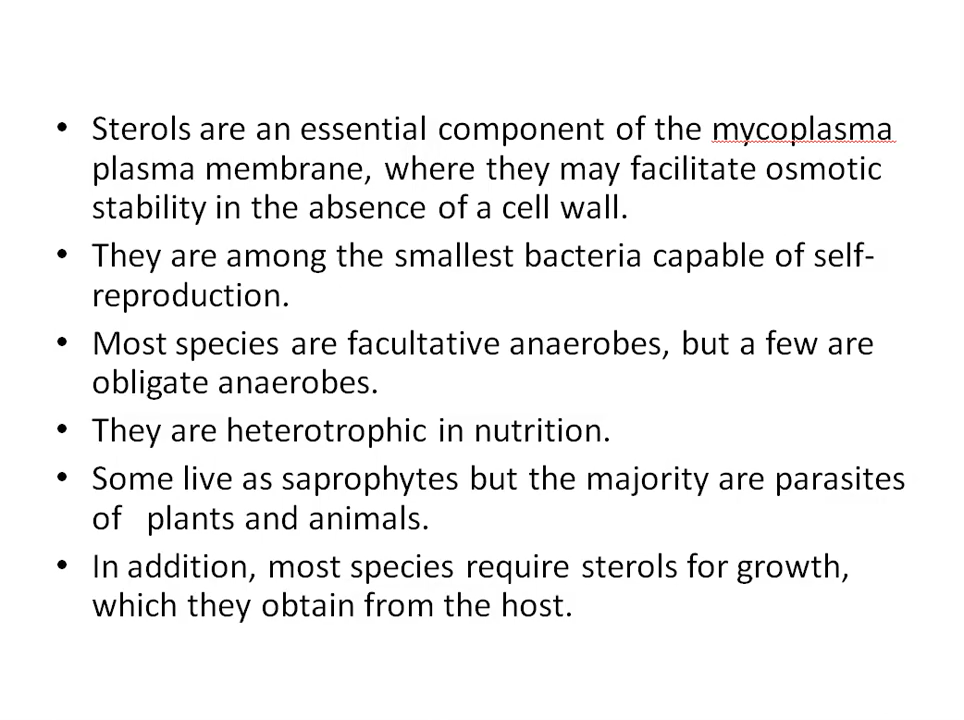 • Sterols are an essential component of the mycoplasma
plasma membrane, where they may facilitate osmotic
stability in the absence of a cell wall.
• They are among the smallest bacteria capable of self-
reproduction.
• Most species are facultative anaerobes, but a few are
obligate anaerobes.
• They are heterotrophic in nutrition.
• Some live as saprophytes but the majority are parasites
of   plants and animals.
• In addition, most species require sterols for growth,
which they obtain from the host.